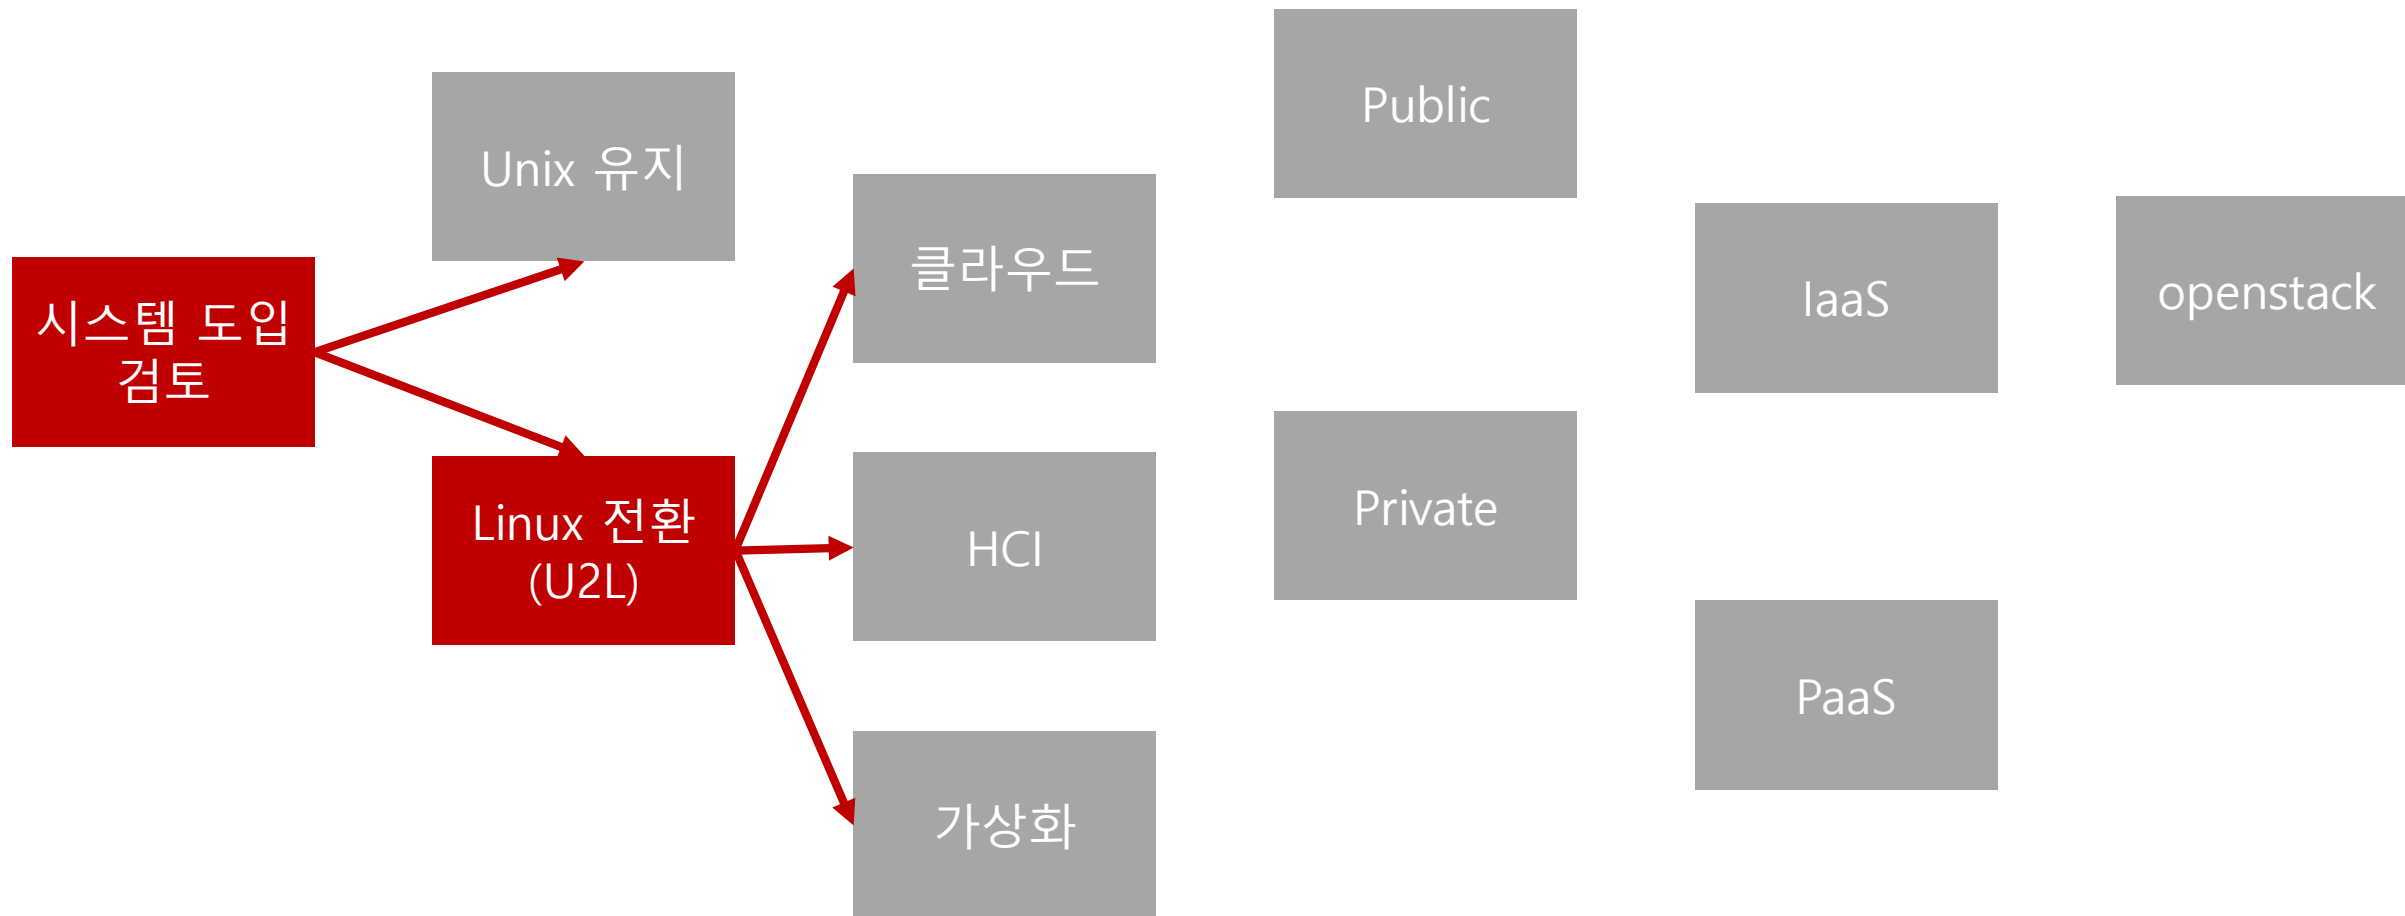 시스템 도입
검토
Unix 유지
Linux 전환
(U2L)
클라우드
HCI
가상화
Public
Private
IaaS
PaaS
openstack